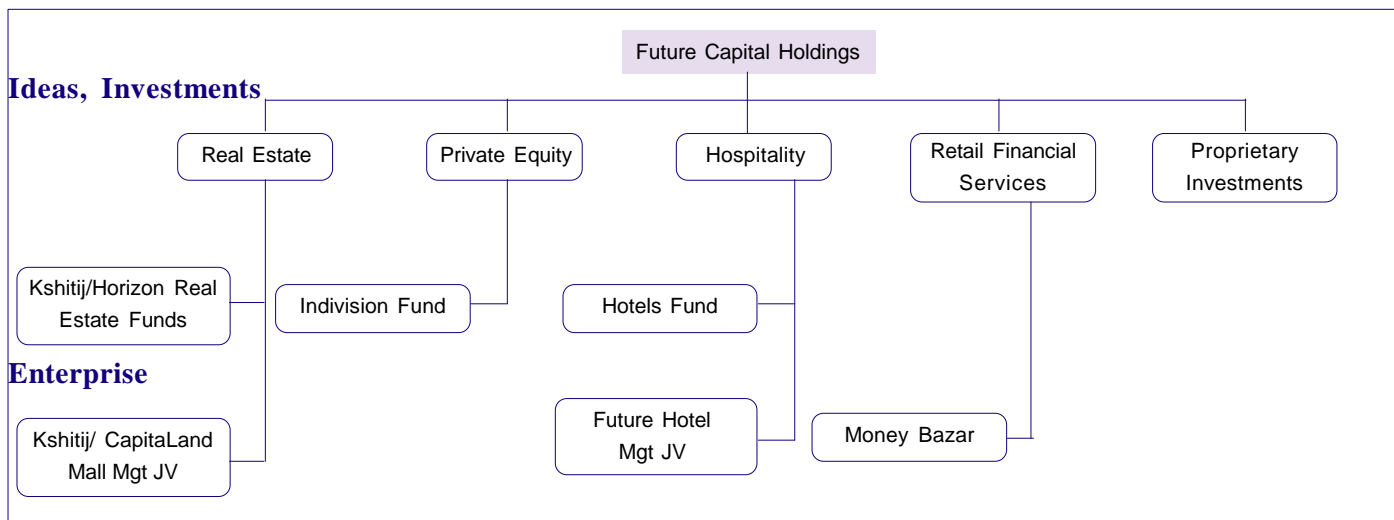 Future Capital Holdings
Ideas, Investments
Real Estate
Private Equity
Hospitality
Retail Financial
Services
Proprietary
Investments
Kshitij/Horizon Real
Estate Funds
Indivision Fund
Hotels Fund
Enterprise
Kshitij/ CapitaLand
Mall Mgt JV
Future Hotel
Mgt JV
Money Bazar